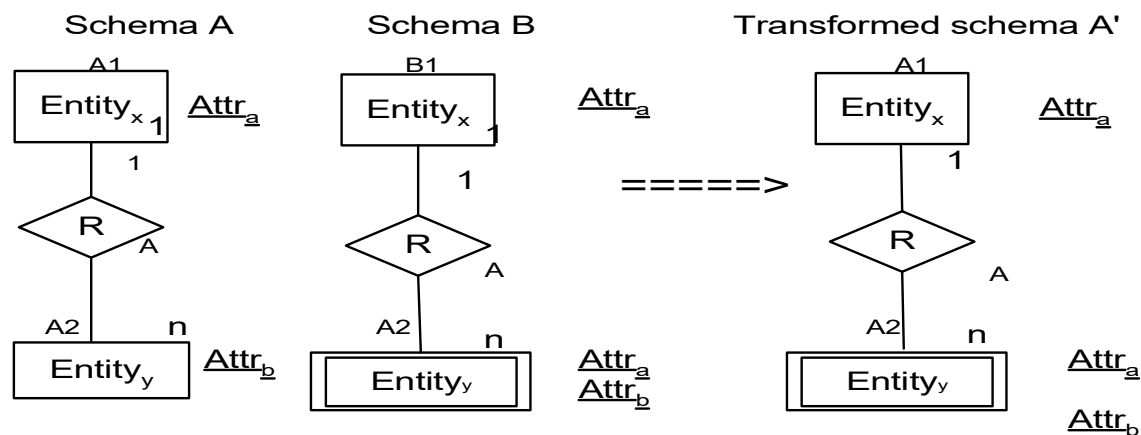 Schema A
A1
Entityx 1
Attra
1
R
A
A2
n
Entityy
Attrb
Schema B
B1
Entityx 1
Attra
1
R
A
A2
n
Entityy
Attra
Attrb
=====>
Transformed schema A'
A1
Entityx
Attra
1
R
A
A2
n
Entityy
Attra
Attrb